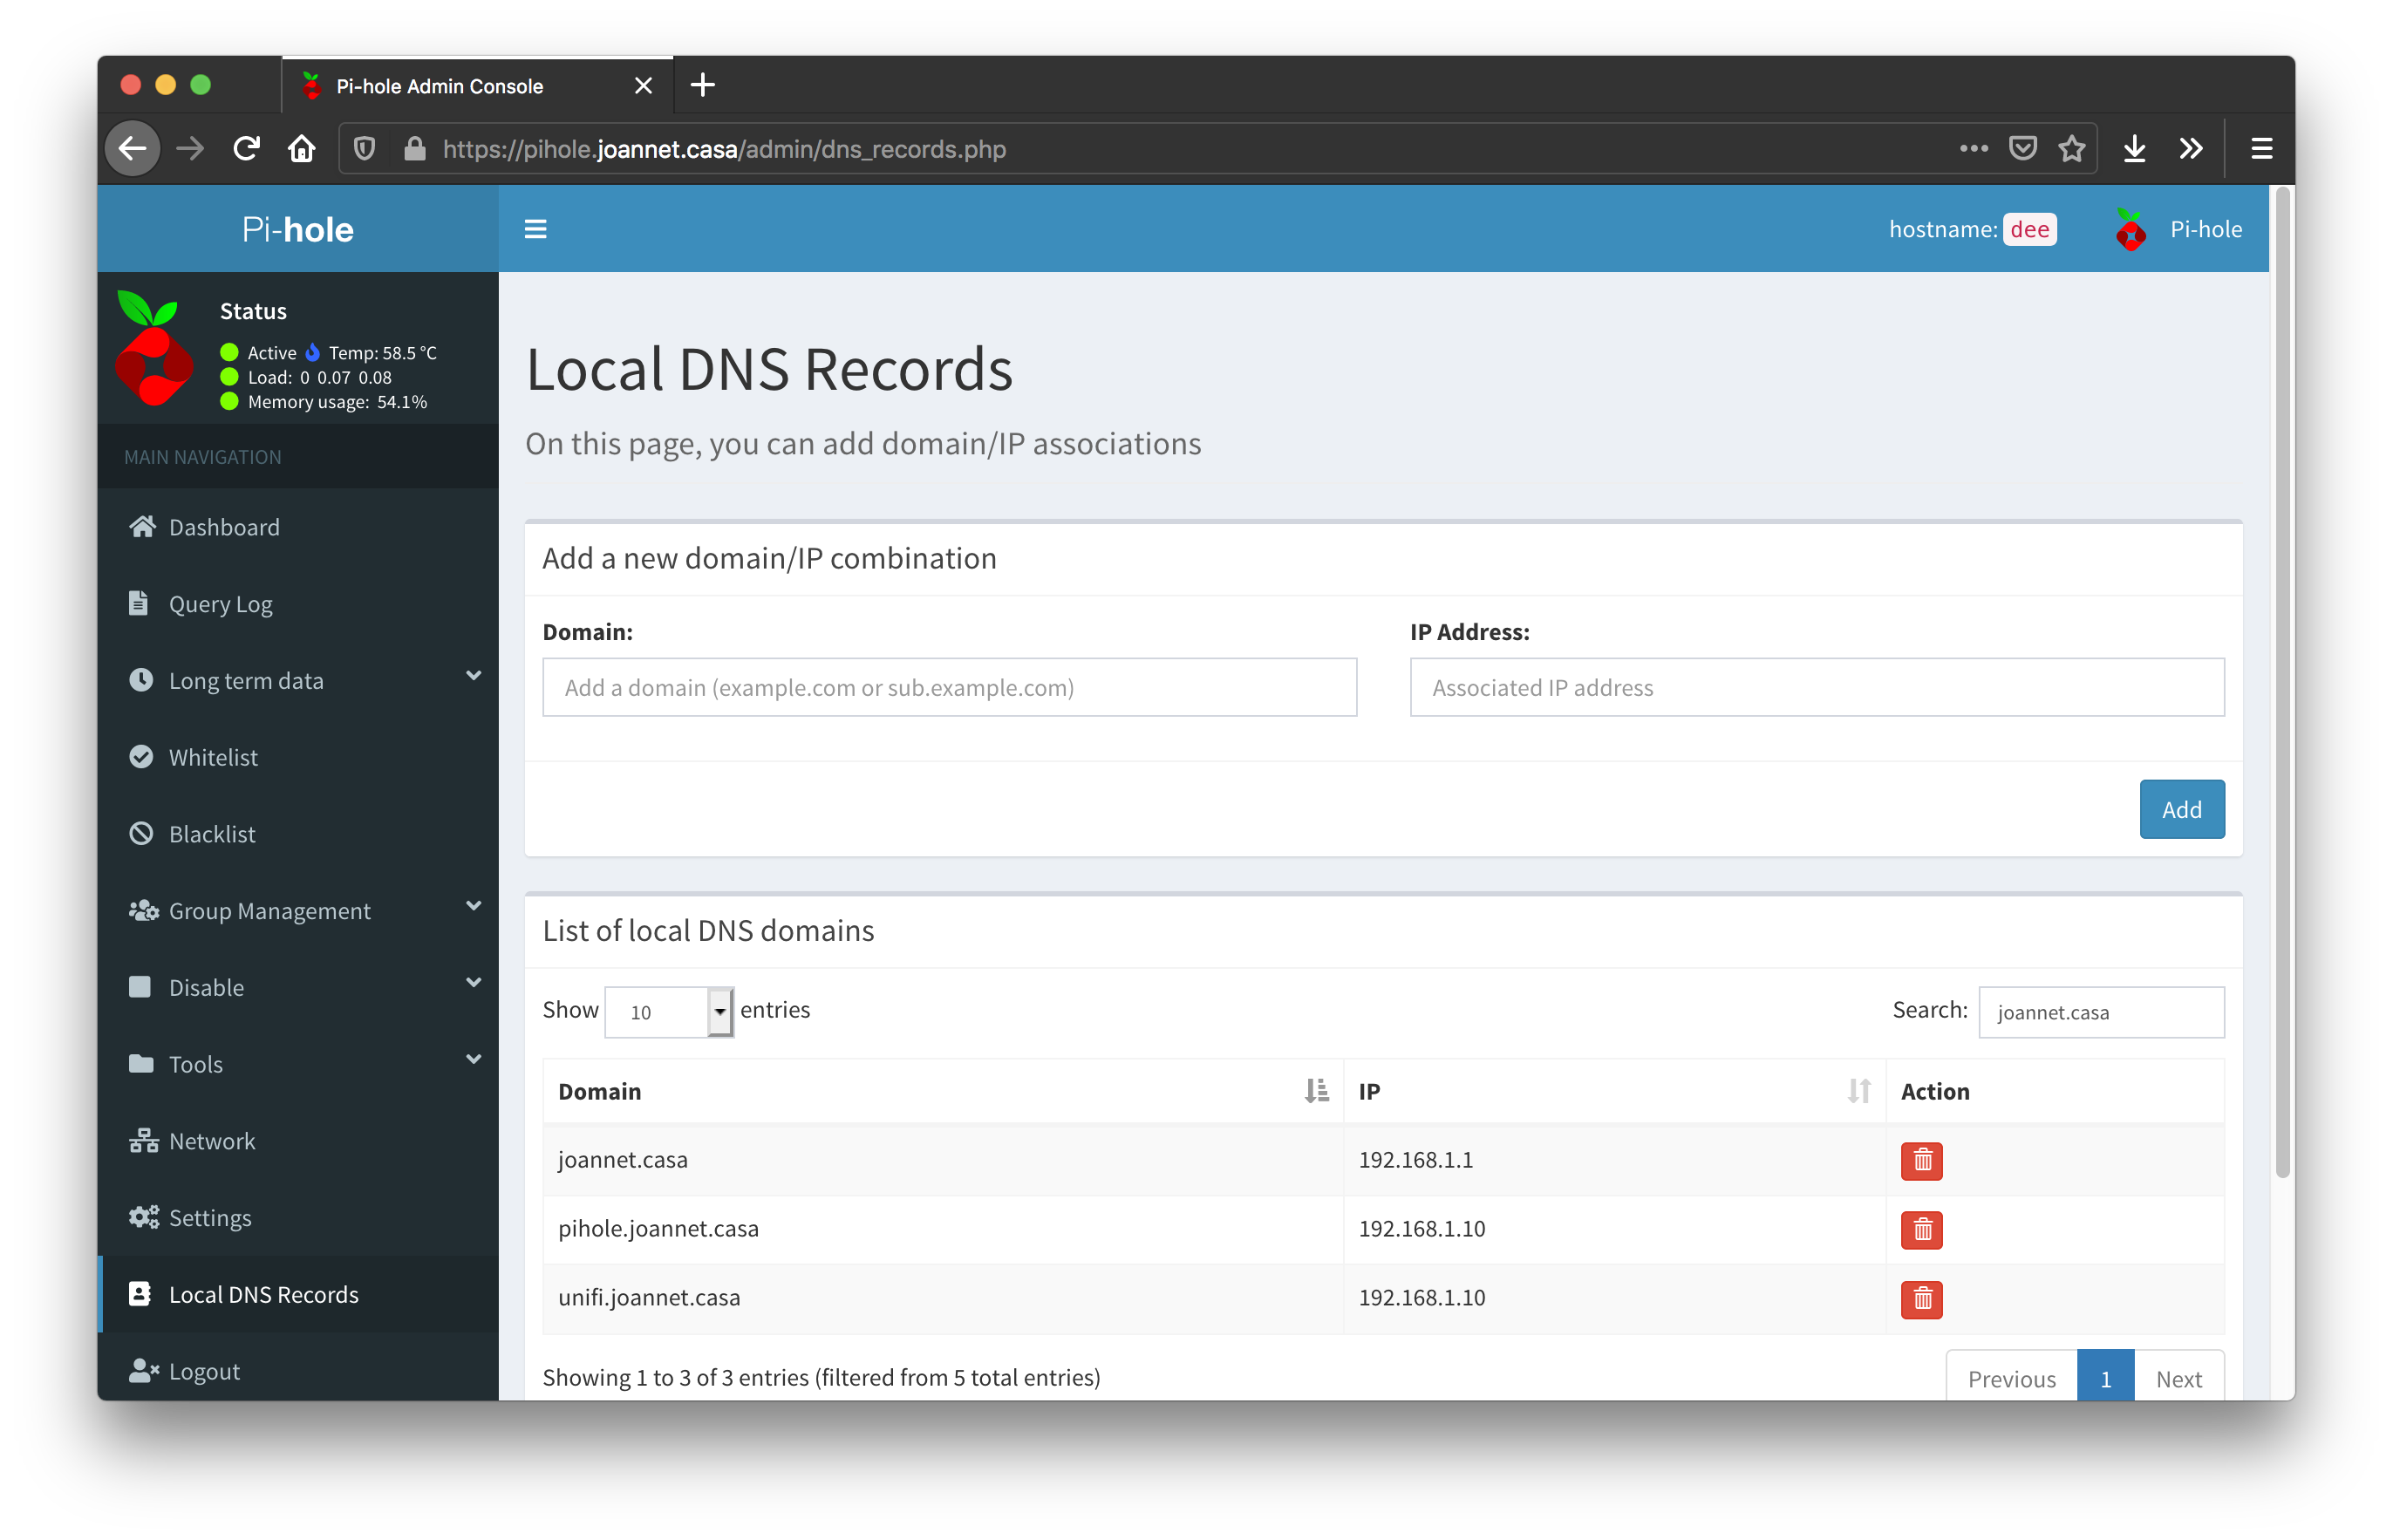 Pi-hole Admin Console
https://pihole.joannet.casa/admin/dns_records.php
Pi-hole
hostname: dee
Pi-hole
Status
Active Temp: 58.5 °C
Load: 0 0.07 0.08
Memory usage: 54.1%
MAIN NAVIGATION
Dashboard
Query Log
Long term data
Whitelist
Blacklist
Group Management
Disable
Tools
Network
Settings
Local DNS Records
Logout
Local DNS Records
On this page, you can add domain/IP associations
Add a new domain/IP combination
Domain: IP Address:
Add a domain (example.com or sub.example.com) Associated IP address
Add
List of local DNS domains
Show 10 entries Search: joannet.casa
Domain IP Action
joannet.casa 192.168.1.1
pihole.joannet.casa 192.168.1.10
unifi.joannet.casa 192.168.1.10
Showing 1 to 3 of 3 entries (filtered from 5 total entries) Previous 1 Next